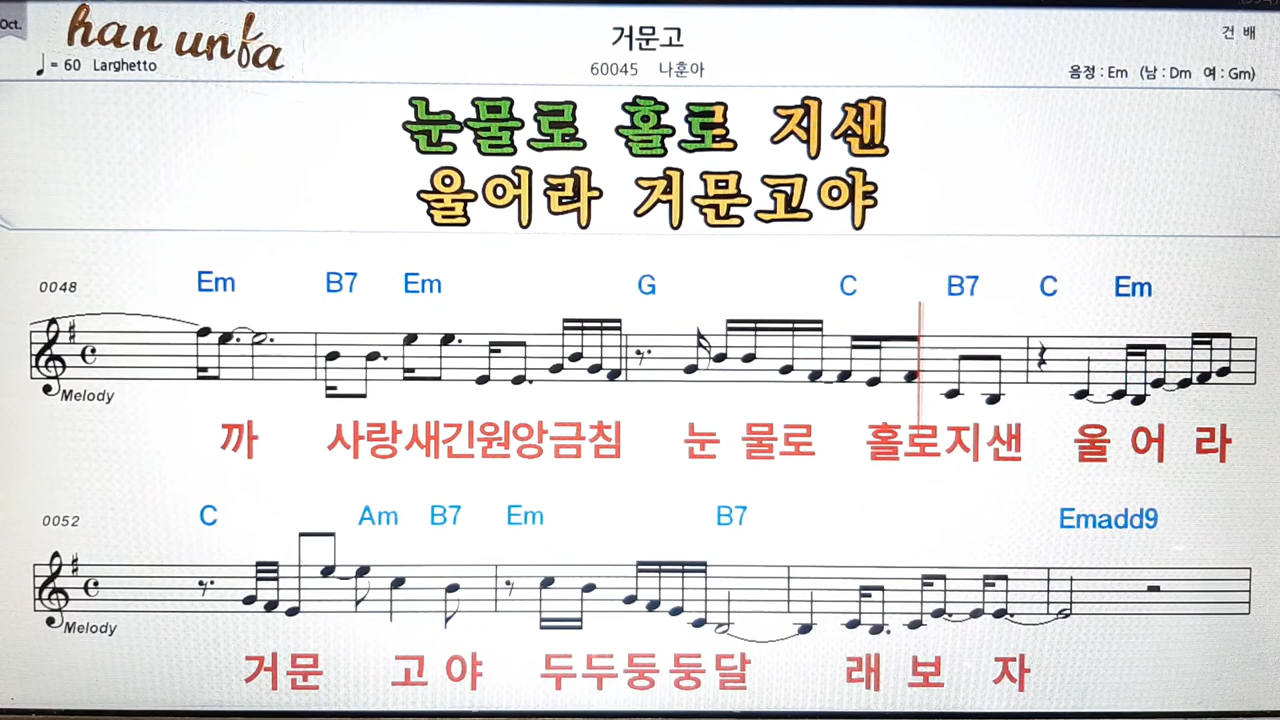 Oct.
han unfa
거문고
건 배
♩= 60 Larghetto
60045 나훈아
음정 : Em (남 : Dm 여 : Gm)
눈물로 홀로 지샌
울어라 거문고야
0048 Em B7 Em G C B7 C Em
Melody
까 사랑새긴원앙금침 눈 물로 홀로지샌 울 어 라
0052 C Am B7 Em B7 Emadd9
Melody
거문 고 야 두두둥둥달 래 보 자